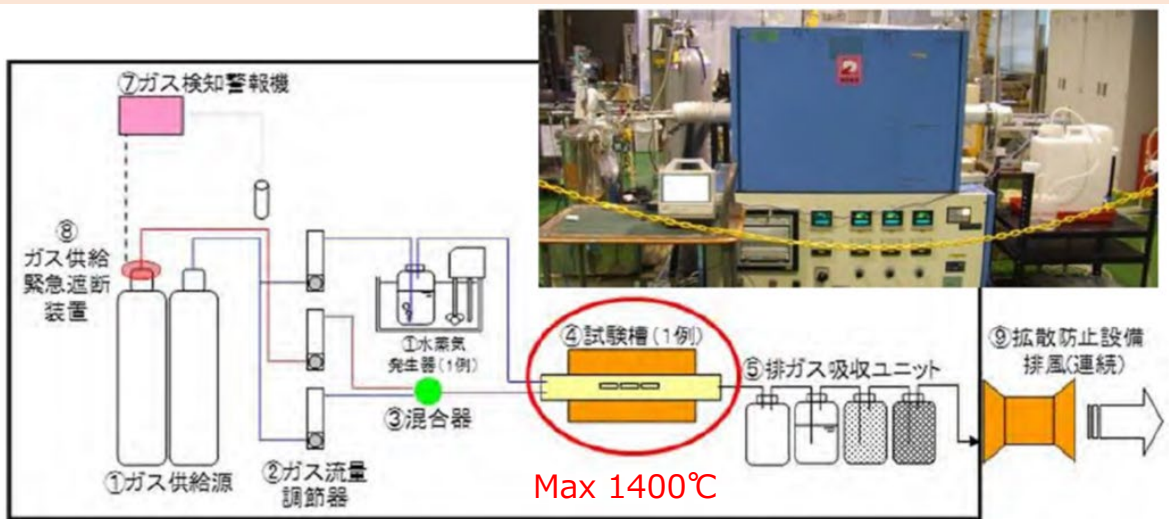 ⑦ガス検知警報機
⑧
ガス供給
緊急遮断
装置
①水蒸気
発生器(1例)
④試験槽(1例)
⑨拡散防止設備
排風(連続)
⑤排ガス吸収ユニット
③混合器
①ガス供給源
②ガス流量
調節器
Max 1400℃